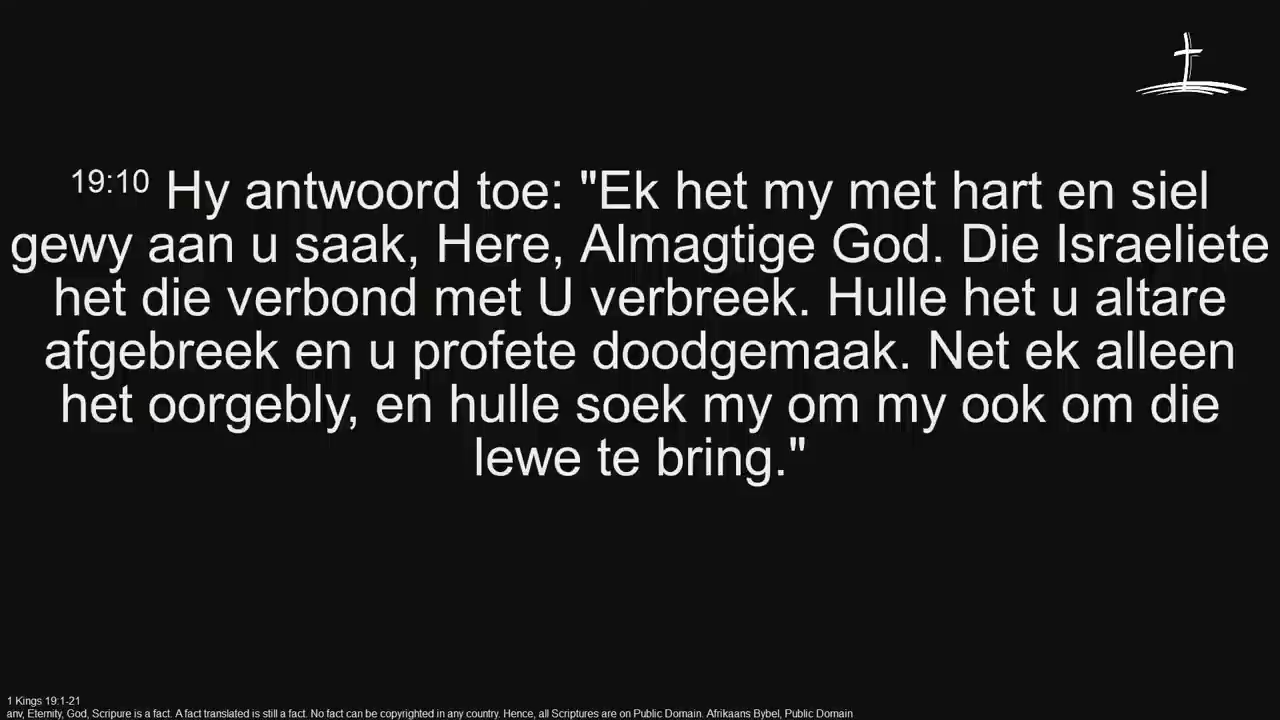 19:10 Hy antwoord toe: "Ek het my met hart en siel
gewy aan u saak, Here, Almagtige God. Die Israeliete
het die verbond met U verbreek. Hulle het u altare
afgebreek en u profete doodgemaak. Net ek alleen
het oorgebly, en hulle soek my om my ook om die
lewe te bring."
1 Kings 19:1-21
anv, Eternity, God, Scripure is a fact. A fact translated is still a fact. No fact can be copyrighted in any country. Hence, all Scriptures are on Public Domain. Afrikaans Bybel, Public Domain